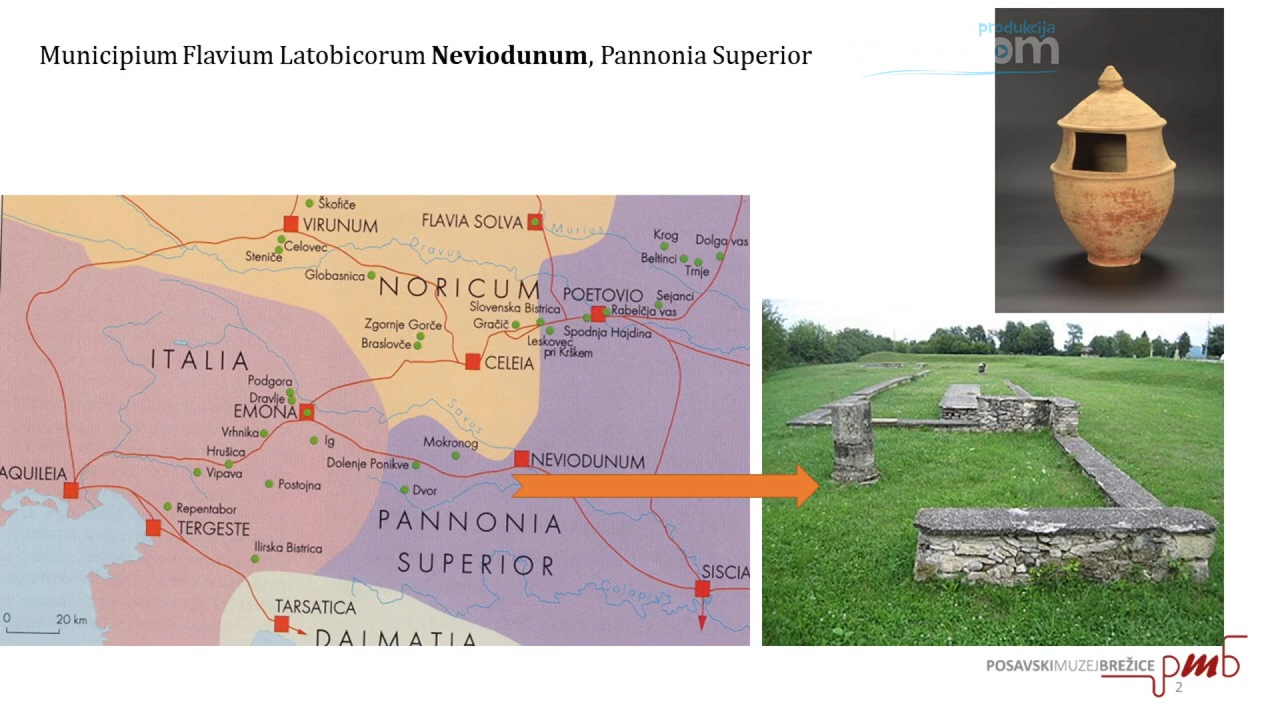 Municipium Flavium Latobicorum Neviodunum, Pannonia Superior
produkcija
Škofiče
VIRUNUM
FLAVIA SOLVA
Murius
Celovec
Steniče
Dravus
Krog
Dolga vas
Beltinci
Trnje
Globasnica
NORICUM
POETOVIO
Sejanci
Slovenska Bistrica
Rabelčja vas
Gračič
Spodnja Hajdina
Zgornje Gorče
Leskovec
pri Krškem
Braslovče
ITALIA
CELEIA
Podgora
Dravlje
EMONA
Savus
Vrhnika
Ig
Mokronog
Hrušica
Dolenje Ponikve
NEVIODUNUM
Vipava
AQUILEIA
Postojna
Dvor
Repentabor
PANNONIA
TERGESTE
SUPERIOR
Ilirska Bistrica
SISCIA
Colapis
TARSATICA
0 20 km
DALMATIA
POSAVSKIMUZEJBREŽICE pmb
2